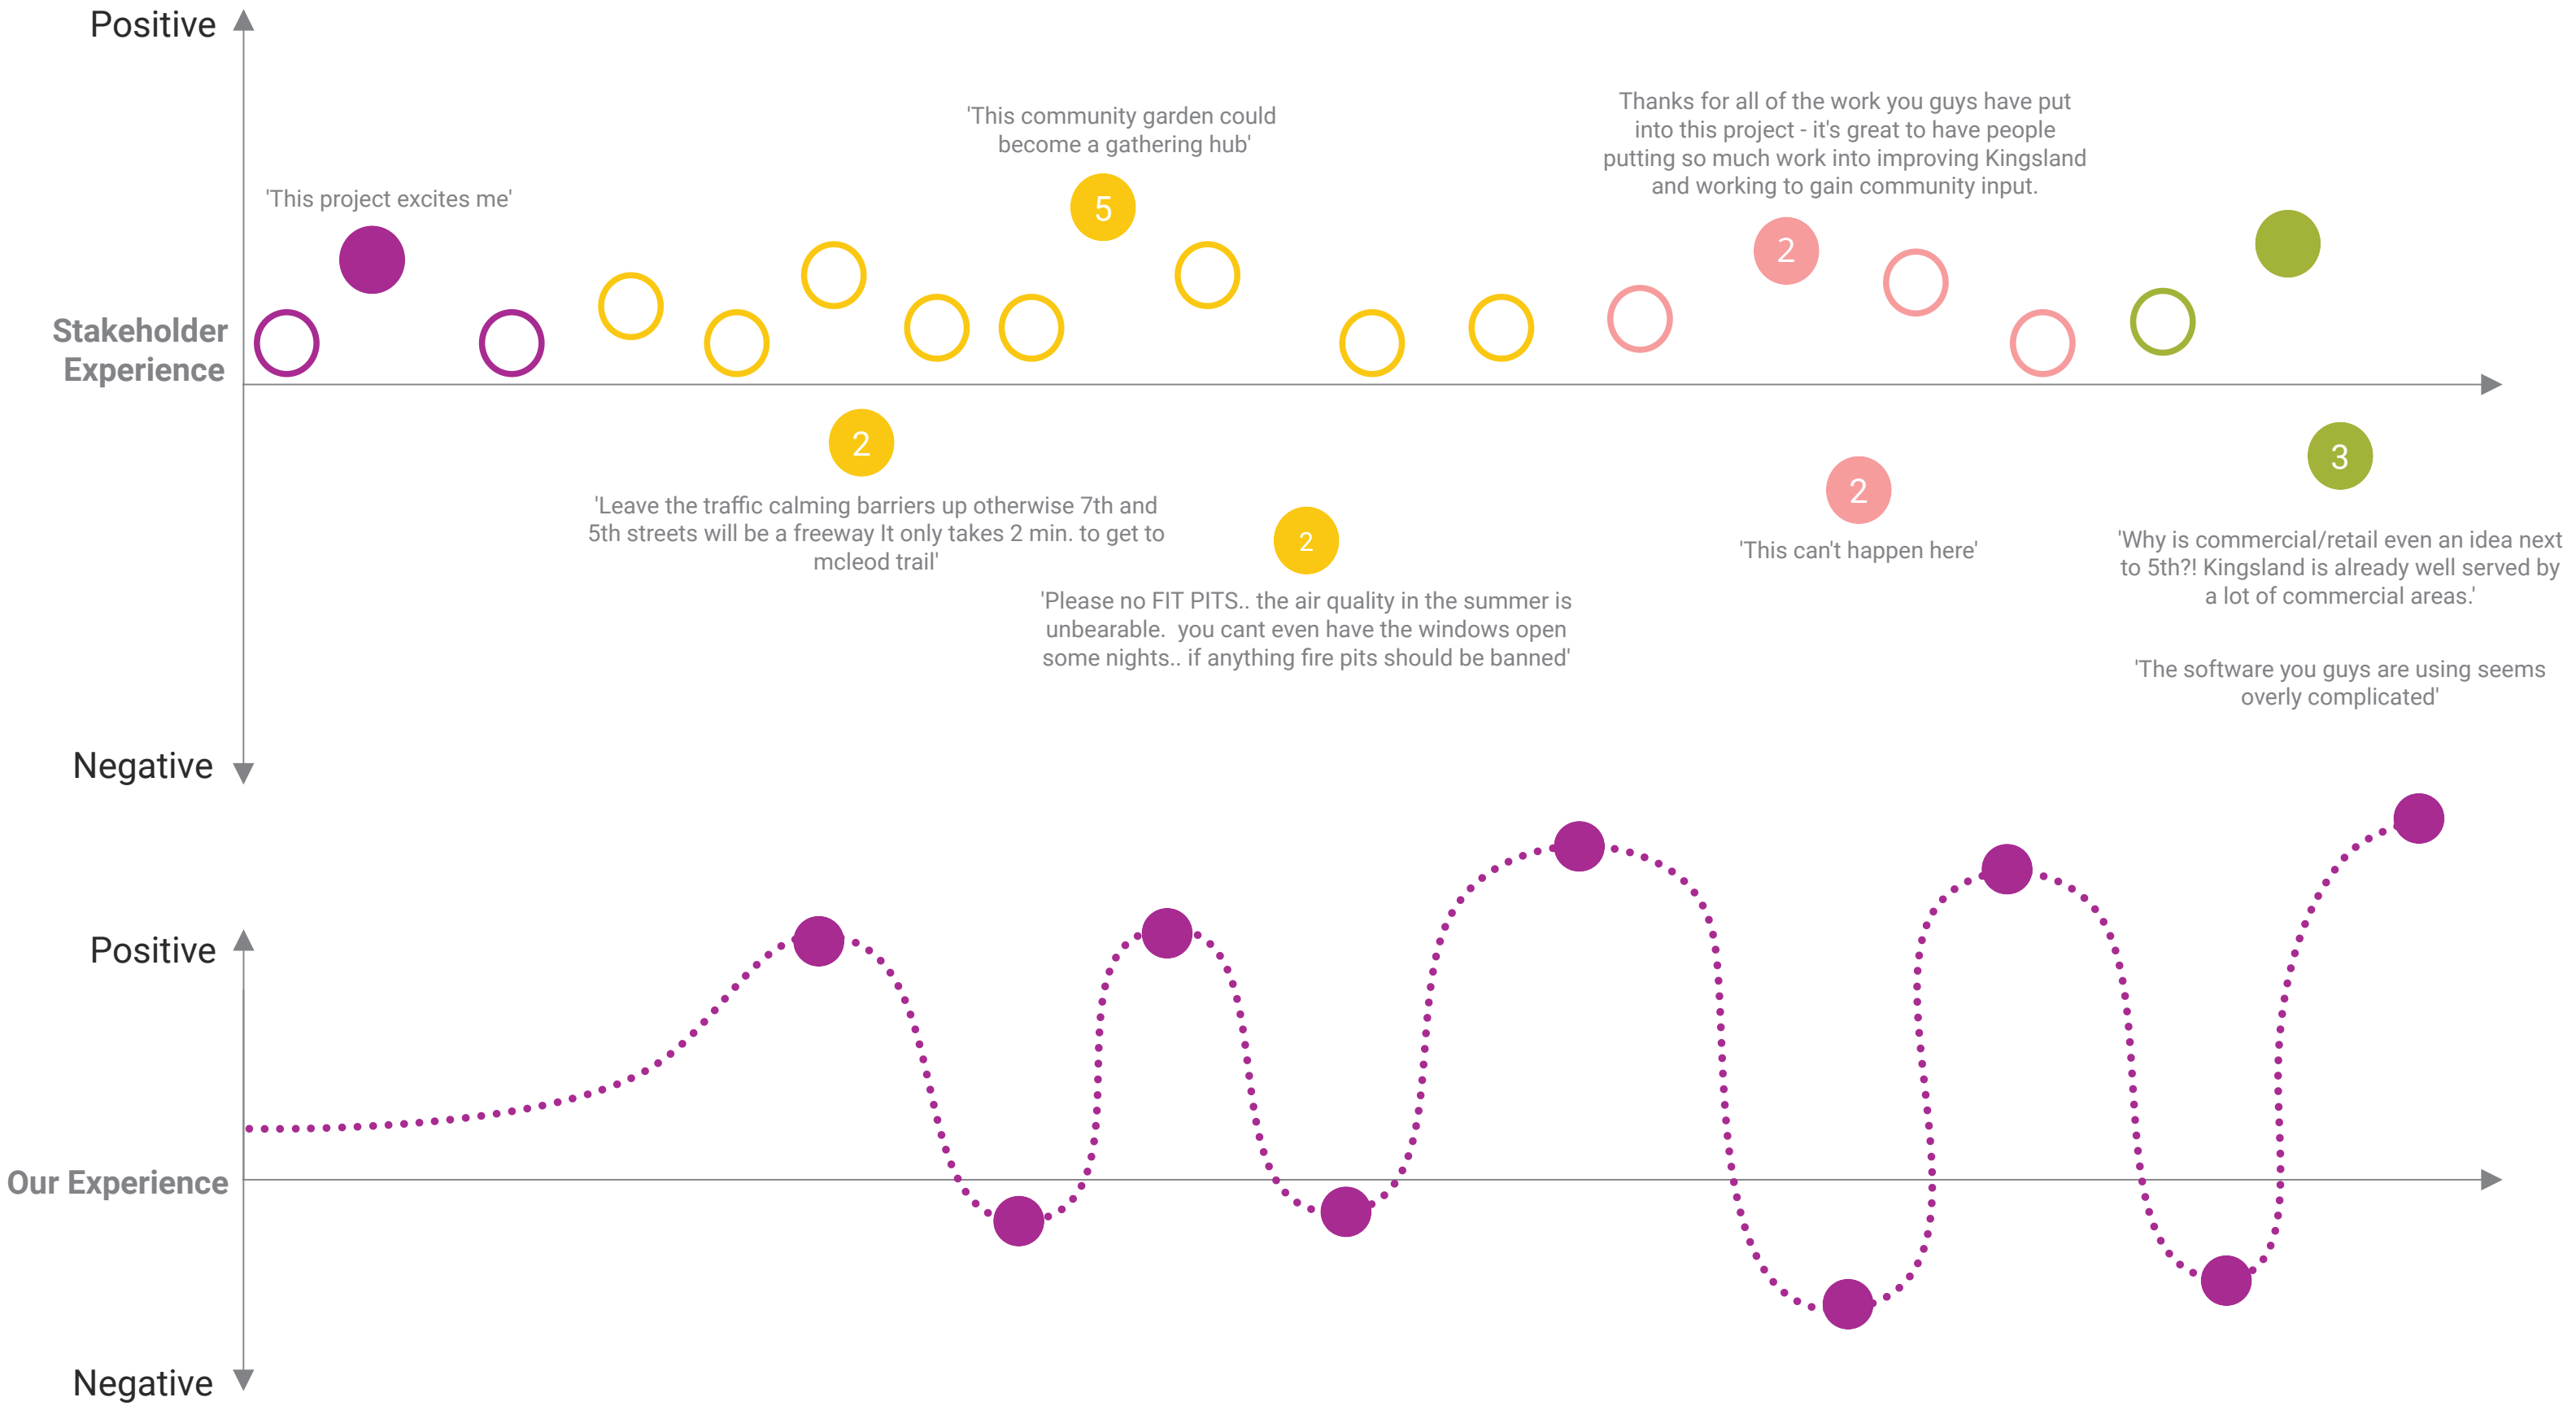 Positive
'This community garden could
become a gathering hub'
Thanks for all of the work you guys have put
into this project - it's great to have people
putting so much work into improving Kingsland
and working to gain community input.
'This project excites me'
5
2
Stakeholder
Experience
2
3
2
'Leave the traffic calming barriers up otherwise 7th and
5th streets will be a freeway It only takes 2 min. to get to
mcleod trail'
2
'This can't happen here'
'Why is commercial/retail even an idea next
to 5th?! Kingsland is already well served by
a lot of commercial areas.'
'Please no FIT PITS.. the air quality in the summer is
unbearable.  you cant even have the windows open
some nights.. if anything fire pits should be banned'
'The software you guys are using seems
overly complicated'
Negative
Positive
Our Experience
Negative